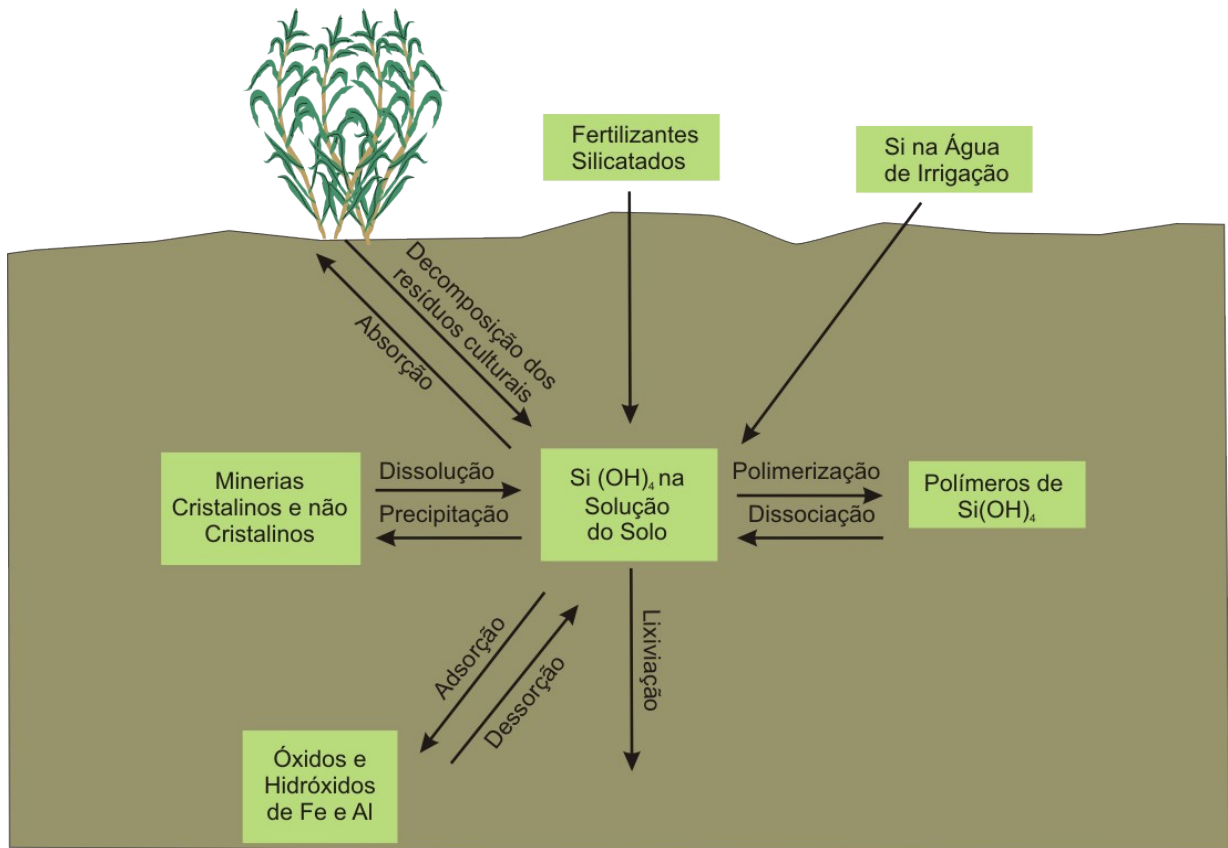 Fertilizantes
Silicatados
Si na Água
de Irrigação
Decomposição dos
resíduos culturais
Absorção
Minerias
Cristalinos e não
Cristalinos
Dissolução
Precipitação
Si (OH)₄ na
Solução
do Solo
Polimerização
Dissociação
Polímeros de
Si(OH)₄
Adsorção
Dessorção
Lixiviação
Óxidos e
Hidróxidos
de Fe e Al